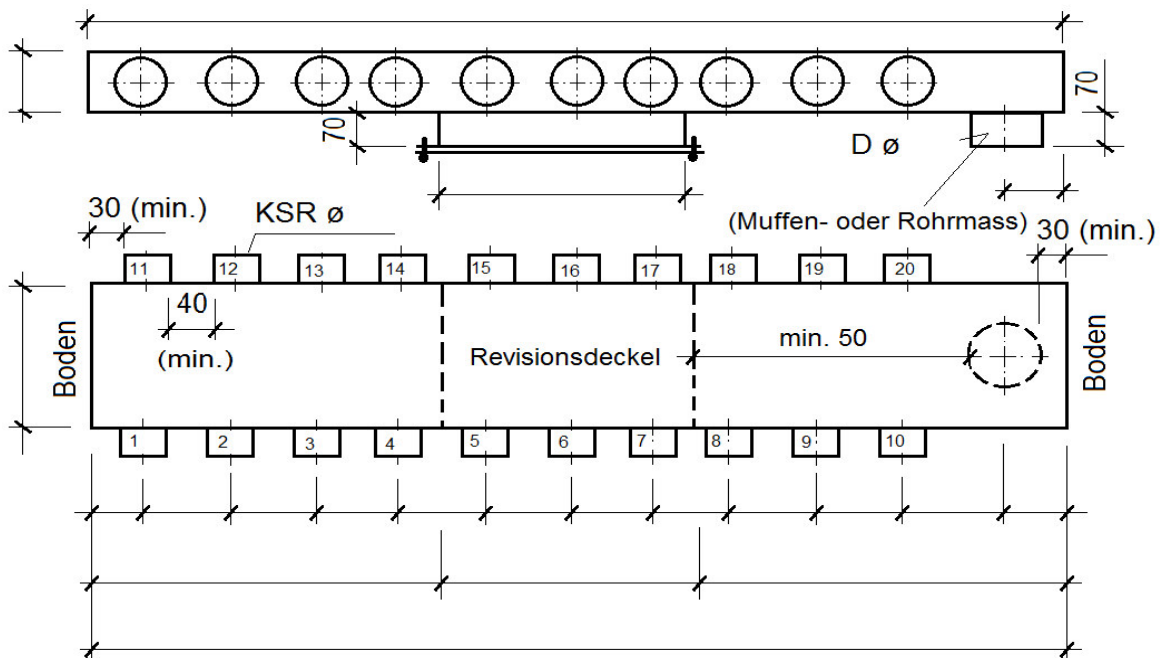 70
D ø
70
(Muffen- oder Rohrmass)
30 (min.)
KSR ø
30 (min.)
11 12 13 14 15 16 17 18 19 20
40
(min.)
Boden
Revisionsdeckel
min. 50
Boden
1 2 3 4 5 6 7 8 9 10